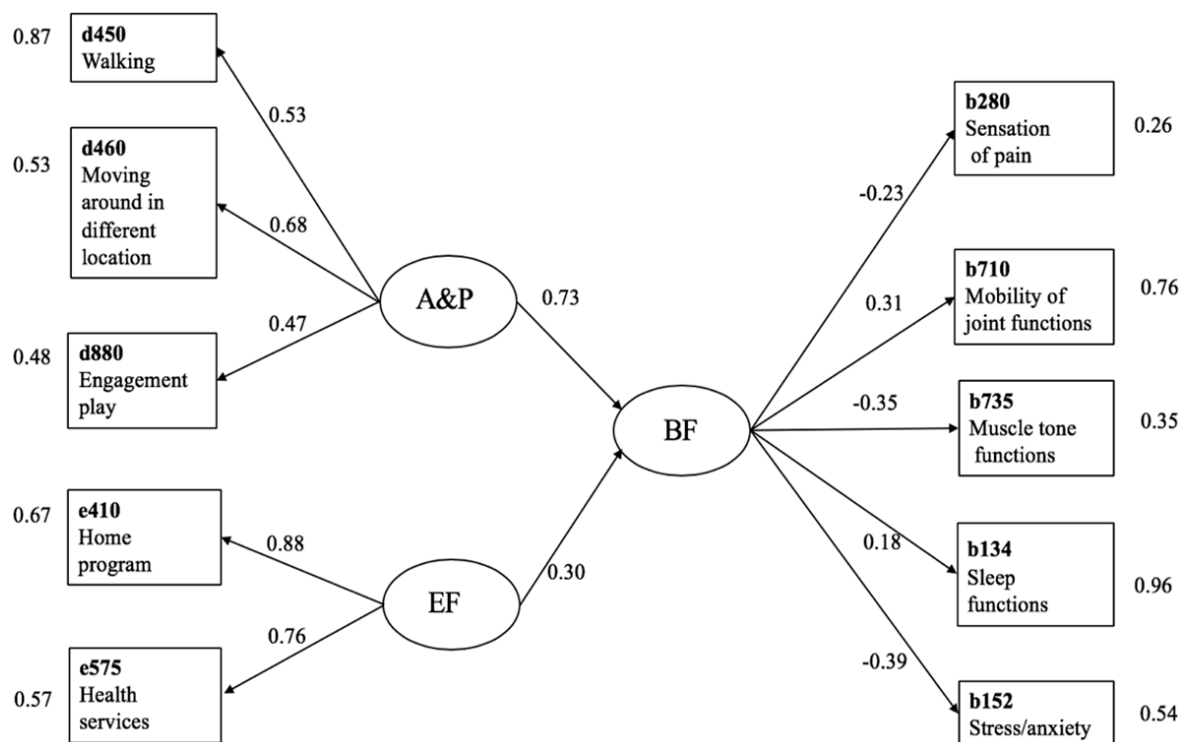 0.87
d450
Walking
0.53
0.53
d460
Moving
around in
different
location
0.68
0.48
d880
Engagement
play
0.47
A&P
0.73
0.67
e410
Home
program
0.88
0.57
e575
Health
services
0.76
EF
0.30
BF
-0.23
b280
Sensation
of pain
0.26
0.31
b710
Mobility of
joint functions
0.76
-0.35
b735
Muscle tone
functions
0.35
0.18
b134
Sleep
functions
0.96
-0.39
b152
Stress/anxiety
0.54